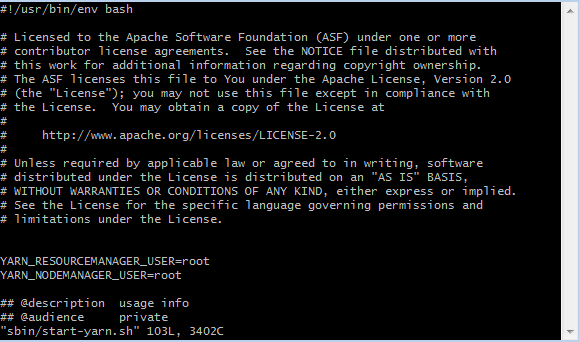 #!/usr/bin/env bash
# Licensed to the Apache Software Foundation (ASF) under one or more
# contributor license agreements.  See the NOTICE file distributed with
# this work for additional information regarding copyright ownership.
# The ASF licenses this file to You under the Apache License, Version 2.0
# (the "License"); you may not use this file except in compliance with
# the License.  You may obtain a copy of the License at
#
#     http://www.apache.org/licenses/LICENSE-2.0
#
# Unless required by applicable law or agreed to in writing, software
# distributed under the License is distributed on an "AS IS" BASIS,
# WITHOUT WARRANTIES OR CONDITIONS OF ANY KIND, either express or implied.
# See the License for the specific language governing permissions and
# limitations under the License.
YARN_RESOURCEMANAGER_USER=root
YARN_NODEMANAGER_USER=root
## @description  usage info
## @audience     private
"sbin/start-yarn.sh" 103L, 3402C